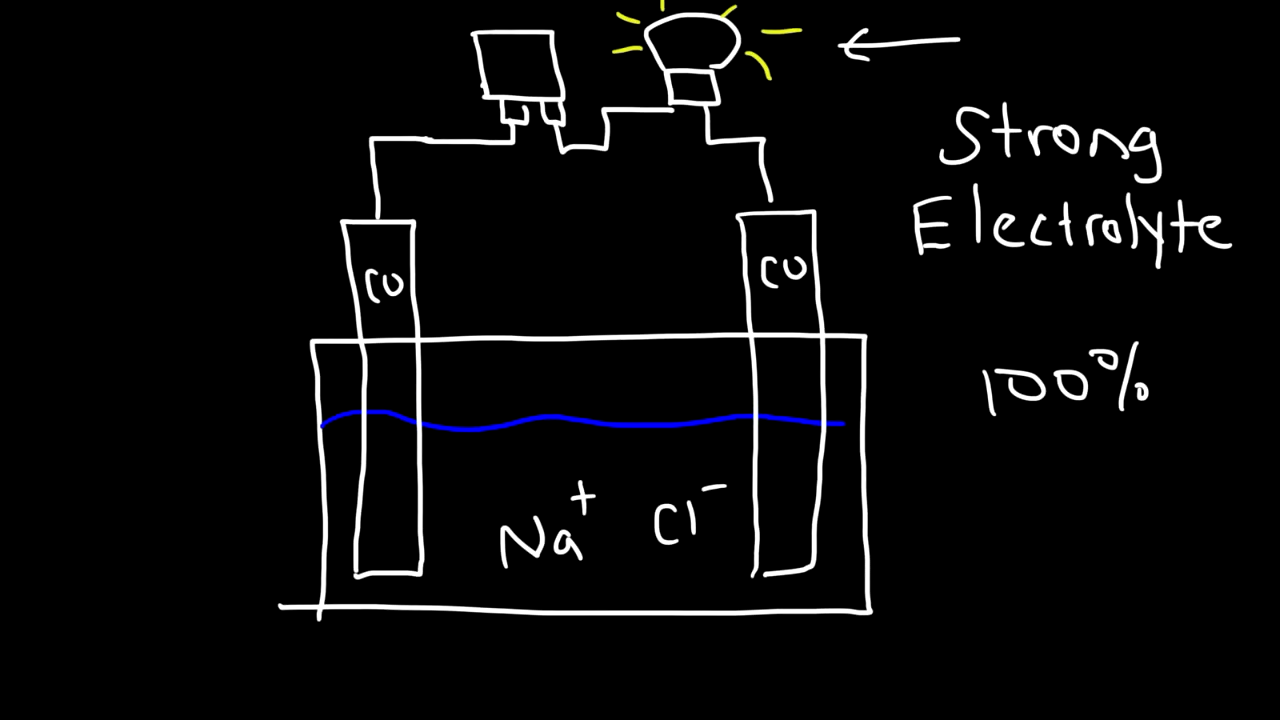 Strong
Electrolyte
CU
CU
100%
Na⁺ Cl⁻